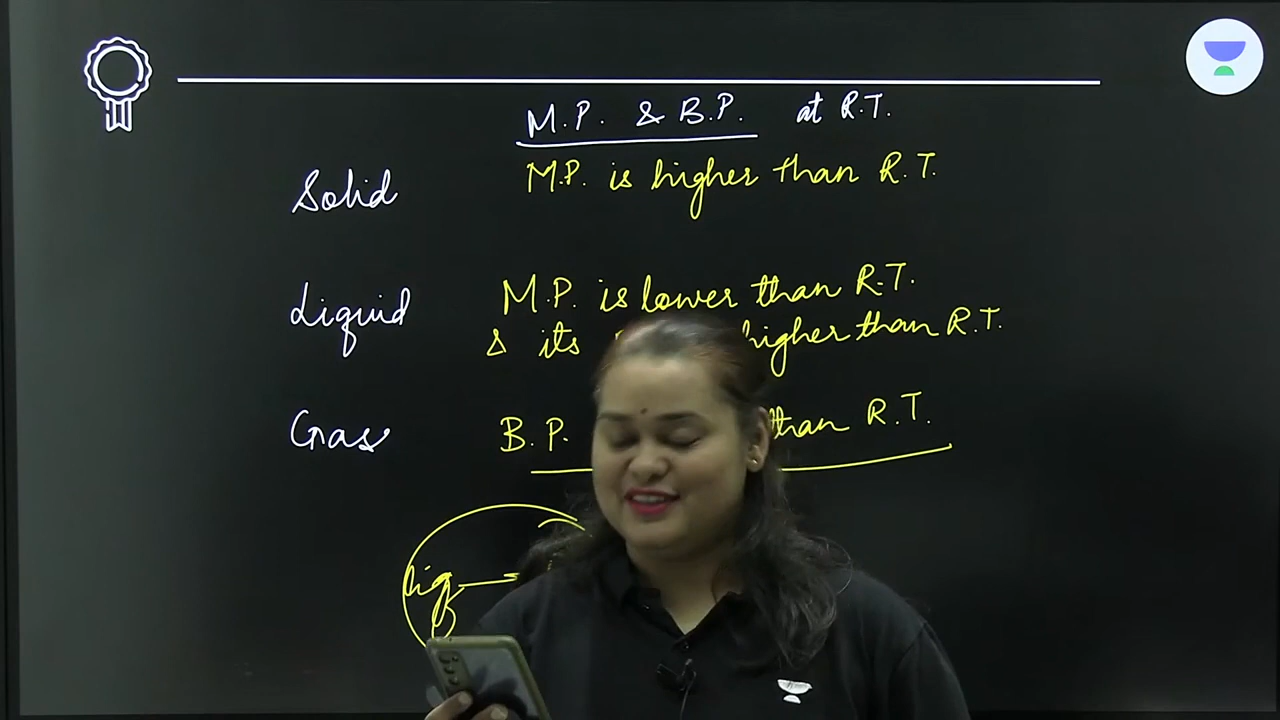 M.P. & B.P. at R.T.
Solid M.P. is higher than R.T.
Liquid M.P. is lower than R.T.
& its higher than R.T.
Gas B.P. than R.T.
liq